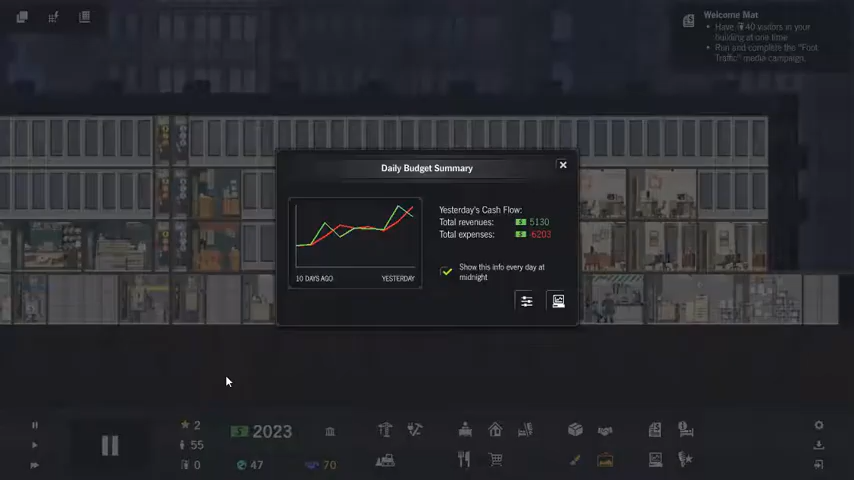 Welcome Mat
• Have 40 visitors in your
building at one time
• Run and complete the "Foot
Traffic" media campaign.
Daily Budget Summary
Yesterday's Cash Flow:
Total revenues: 5130
Total expenses: -6203
Show this info every day at
midnight
10 DAYS AGO YESTERDAY
2
55
0
2023
47
70